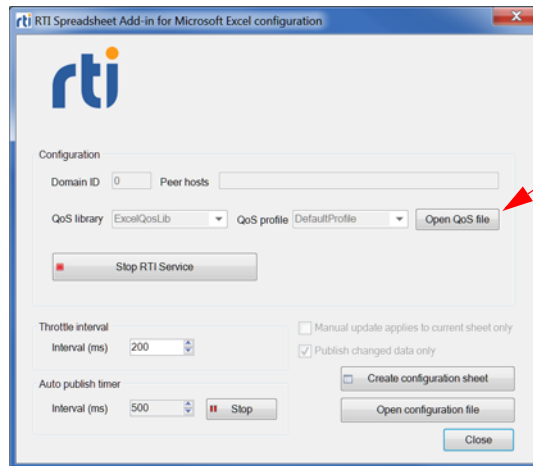 rti RTI Spreadsheet Add-in for Microsoft Excel configuration
rti
Configuration
Domain ID 0 Peer hosts
QoS library ExcelQosLib QoS profile DefaultProfile Open QoS file
Stop RTI Service
Throttle interval
Interval (ms) 200
Manual update applies to current sheet only
Publish changed data only
Auto publish timer
Interval (ms) 500 Stop
Create configuration sheet
Open configuration file
Close